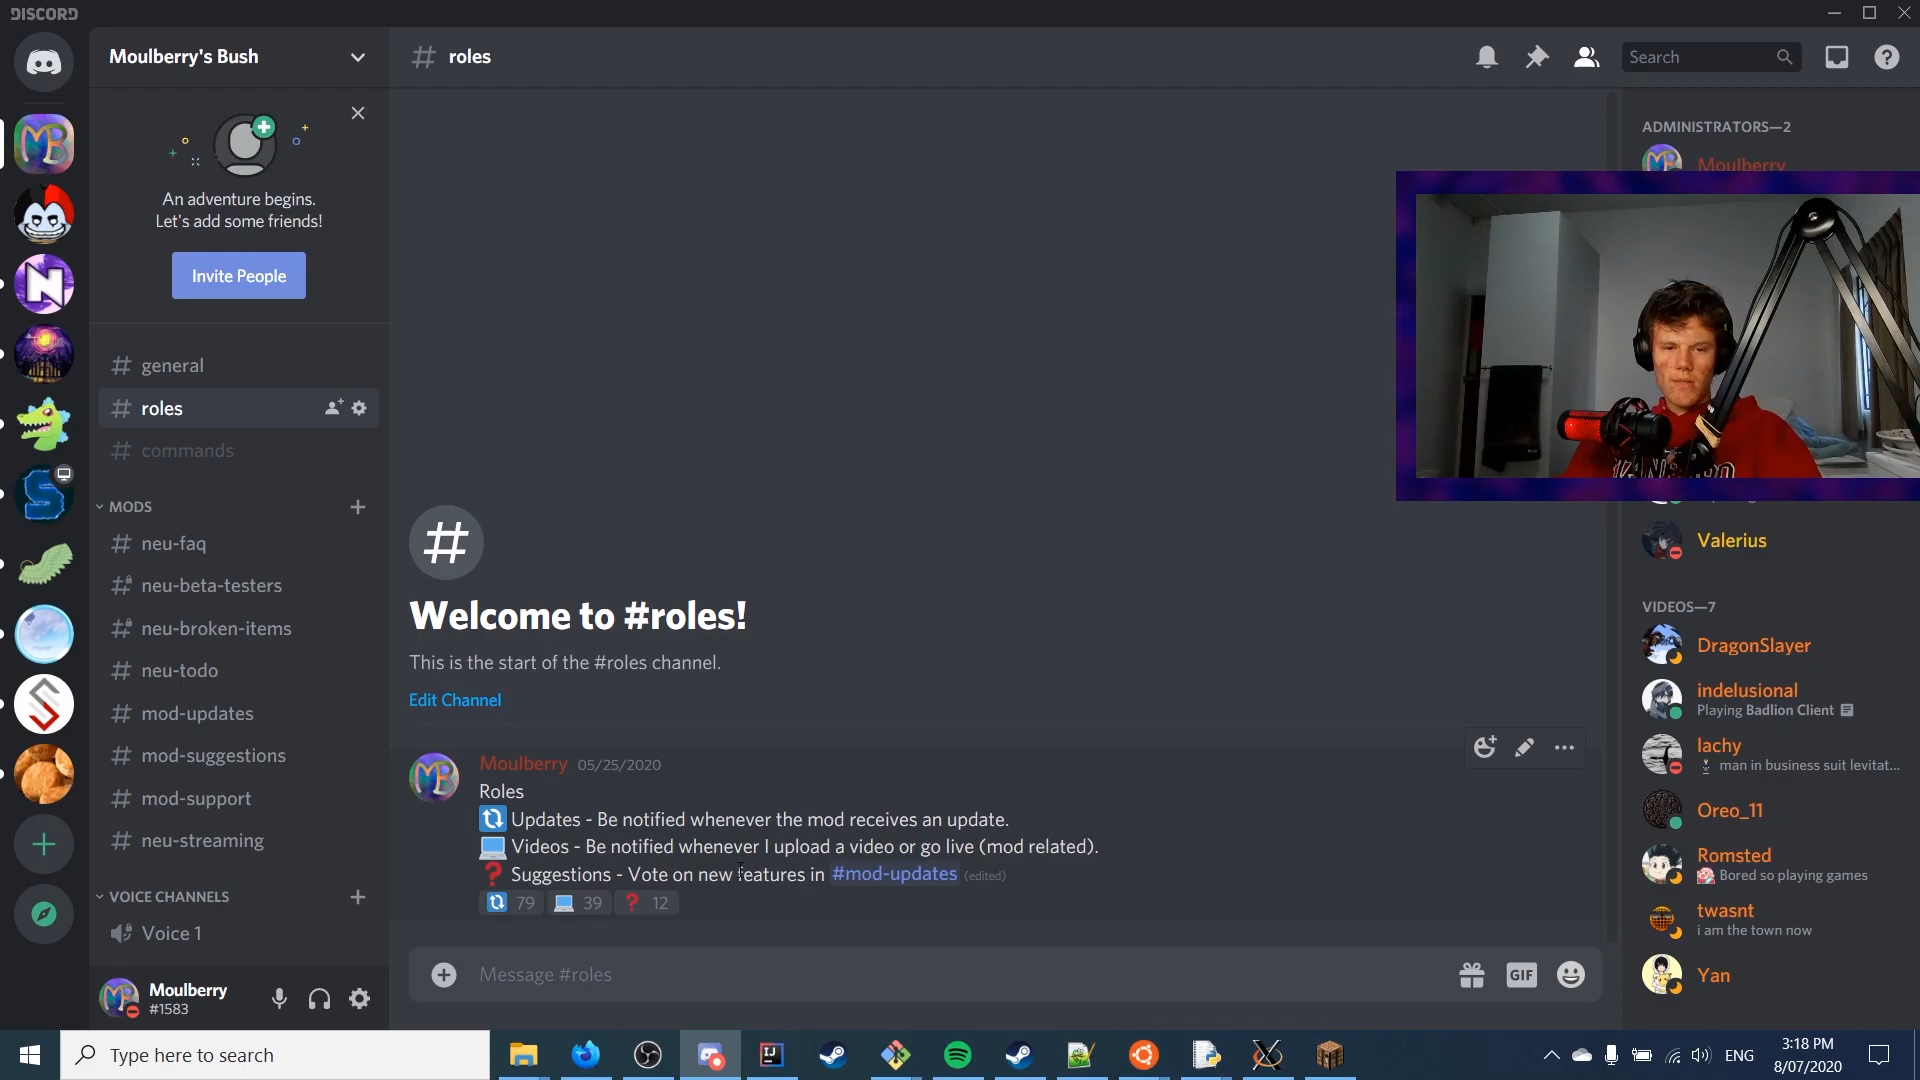 DISCORD
Moulberry's Bush
roles
Search
An adventure begins.
Let's add some friends!
Invite People
general
roles
commands
MODS
neu-faq
neu-beta-testers
neu-broken-items
neu-todo
mod-updates
mod-suggestions
mod-support
neu-streaming
VOICE CHANNELS
Voice 1
Moulberry
#1583
Welcome to #roles!
This is the start of the #roles channel.
Edit Channel
Moulberry 05/25/2020
Roles
Updates - Be notified whenever the mod receives an update.
Videos - Be notified whenever I upload a video or go live (mod related).
Suggestions - Vote on new features in #mod-updates (edited)
79 39 12
Message #roles
GIF
ADMINISTRATORS—2
Moulberry
Valerius
VIDEOS—7
DragonSlayer
indelusional
Playing Badlion Client
lachy
man in business suit levitat...
Oreo_11
Romsted
Bored so playing games
twasnt
i am the town now
Yan
Type here to search
ENG
3:18 PM
8/07/2020